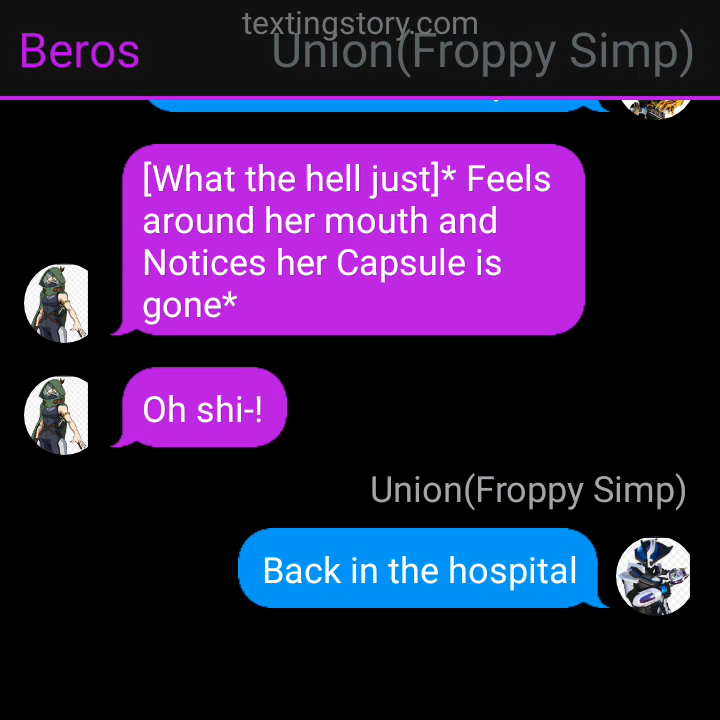 textingstory.com
Beros
Union(Froppy Simp)
[What the hell just]* Feels
around her mouth and
Notices her Capsule is
gone*
Oh shi-!
Union(Froppy Simp)
Back in the hospital